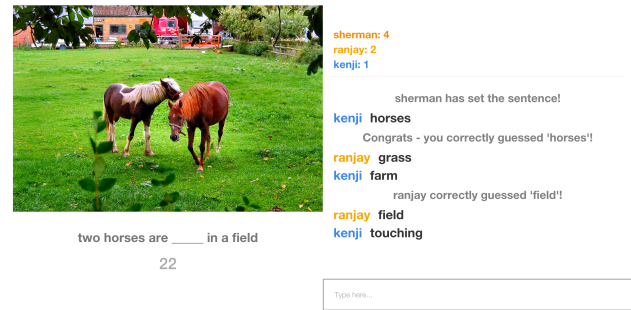 two horses are _____ in a field
22
sherman: 4
ranjay: 2
kenji: 1
sherman has set the sentence!
kenji horses
Congrats - you correctly guessed 'horses'!
ranjay grass
kenji farm
ranjay correctly guessed 'field'!
ranjay field
kenji touching
Type here...